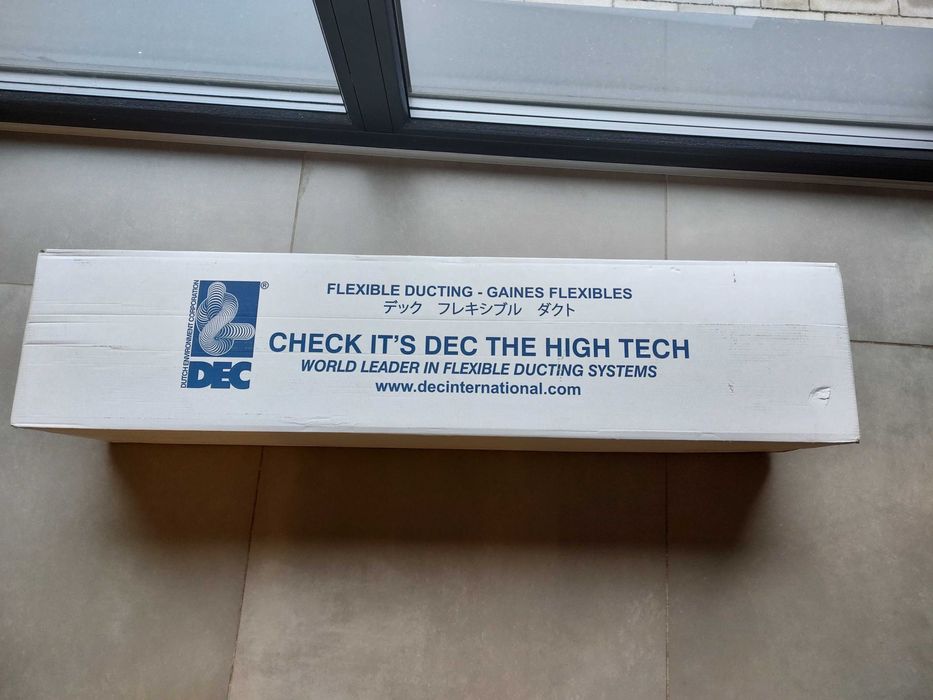 DUTCH ENVIRONMENT CORPORATION
DEC
®
FLEXIBLE DUCTING - GAINES FLEXIBLES
デック フレキシブル ダクト
CHECK IT'S DEC THE HIGH TECH
WORLD LEADER IN FLEXIBLE DUCTING SYSTEMS
www.decinternational.com